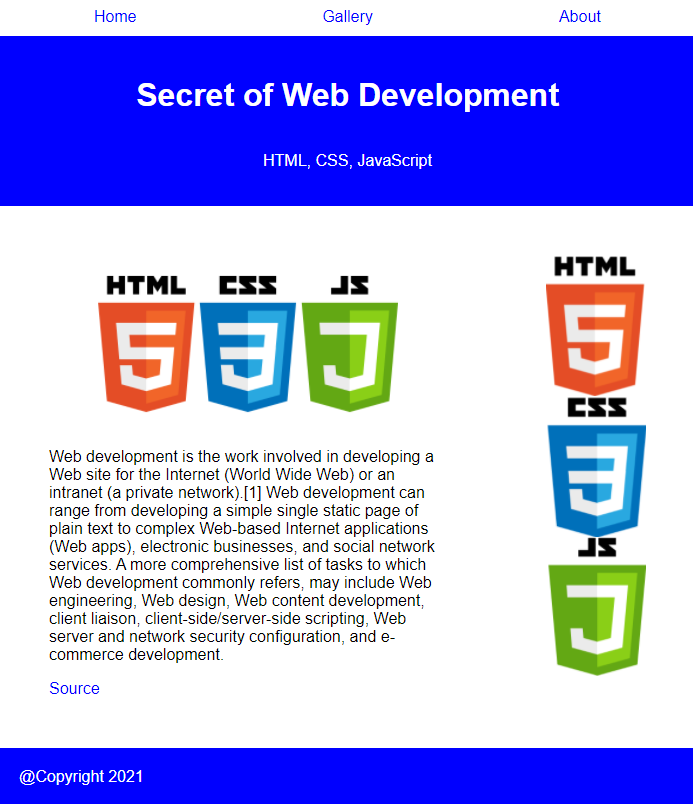 Home Gallery About
Secret of Web Development
HTML, CSS, JavaScript
HTML CSS JS
Web development is the work involved in developing a
Web site for the Internet (World Wide Web) or an
intranet (a private network).[1] Web development can
range from developing a simple single static page of
plain text to complex Web-based Internet applications
(Web apps), electronic businesses, and social network
services. A more comprehensive list of tasks to which
Web development commonly refers, may include Web
engineering, Web design, Web content development,
client liaison, client-side/server-side scripting, Web
server and network security configuration, and e-
commerce development.
Source
HTML
5
CSS
3
JS
J
@Copyright 2021